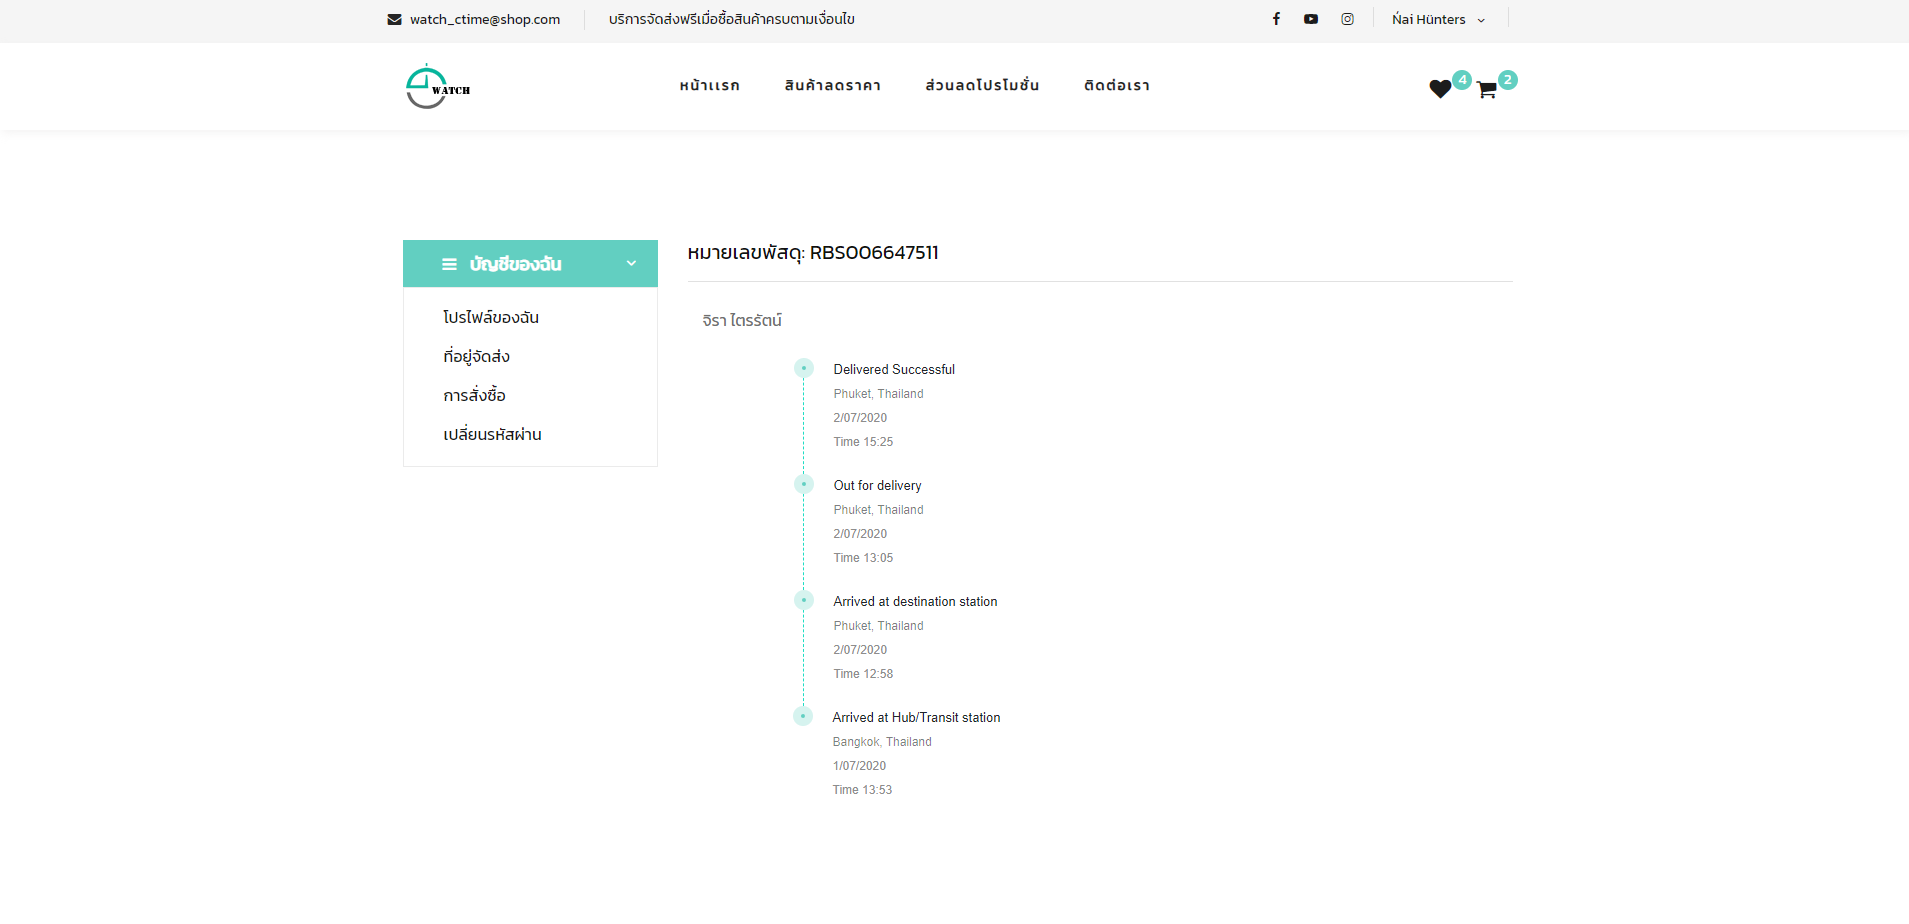 watch_ctime@shop.com บริการจัดส่งฟรีเมื่อซื้อสินค้าครบตามเงื่อนไข Ńai Hünters
WATCH หน้าแรก สินค้าลดราคา ส่วนลดโปรโมชั่น ติดต่อเรา 4 2
บัญชีของฉัน
โปรไฟล์ของฉัน
ที่อยู่จัดส่ง
การสั่งซื้อ
เปลี่ยนรหัสผ่าน
หมายเลขพัสดุ: RBS006647511
จิรา ไตรรัตน์
Delivered Successful
Phuket, Thailand
2/07/2020
Time 15:25
Out for delivery
Phuket, Thailand
2/07/2020
Time 13:05
Arrived at destination station
Phuket, Thailand
2/07/2020
Time 12:58
Arrived at Hub/Transit station
Bangkok, Thailand
1/07/2020
Time 13:53